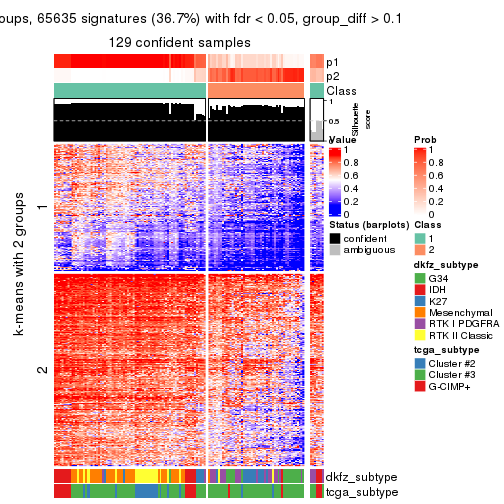 oups, 65635 signatures (36.7%) with fdr < 0.05, group_diff > 0.1
129 confident samples
p1
p2
Class
1
0.5
0
Silhouette score
k-means with 2 groups
1
2
Value
1
0.8
0.6
0.4
0.2
0
Prob
1
0.8
0.6
0.4
0.2
0
Status (barplots)
confident
ambiguous
Class
1
2
dkfz_subtype
G34
IDH
K27
Mesenchymal
RTK I PDGFRA
RTK II Classic
tcga_subtype
Cluster #2
Cluster #3
G-CIMP+
dkfz_subtype
tcga_subtype